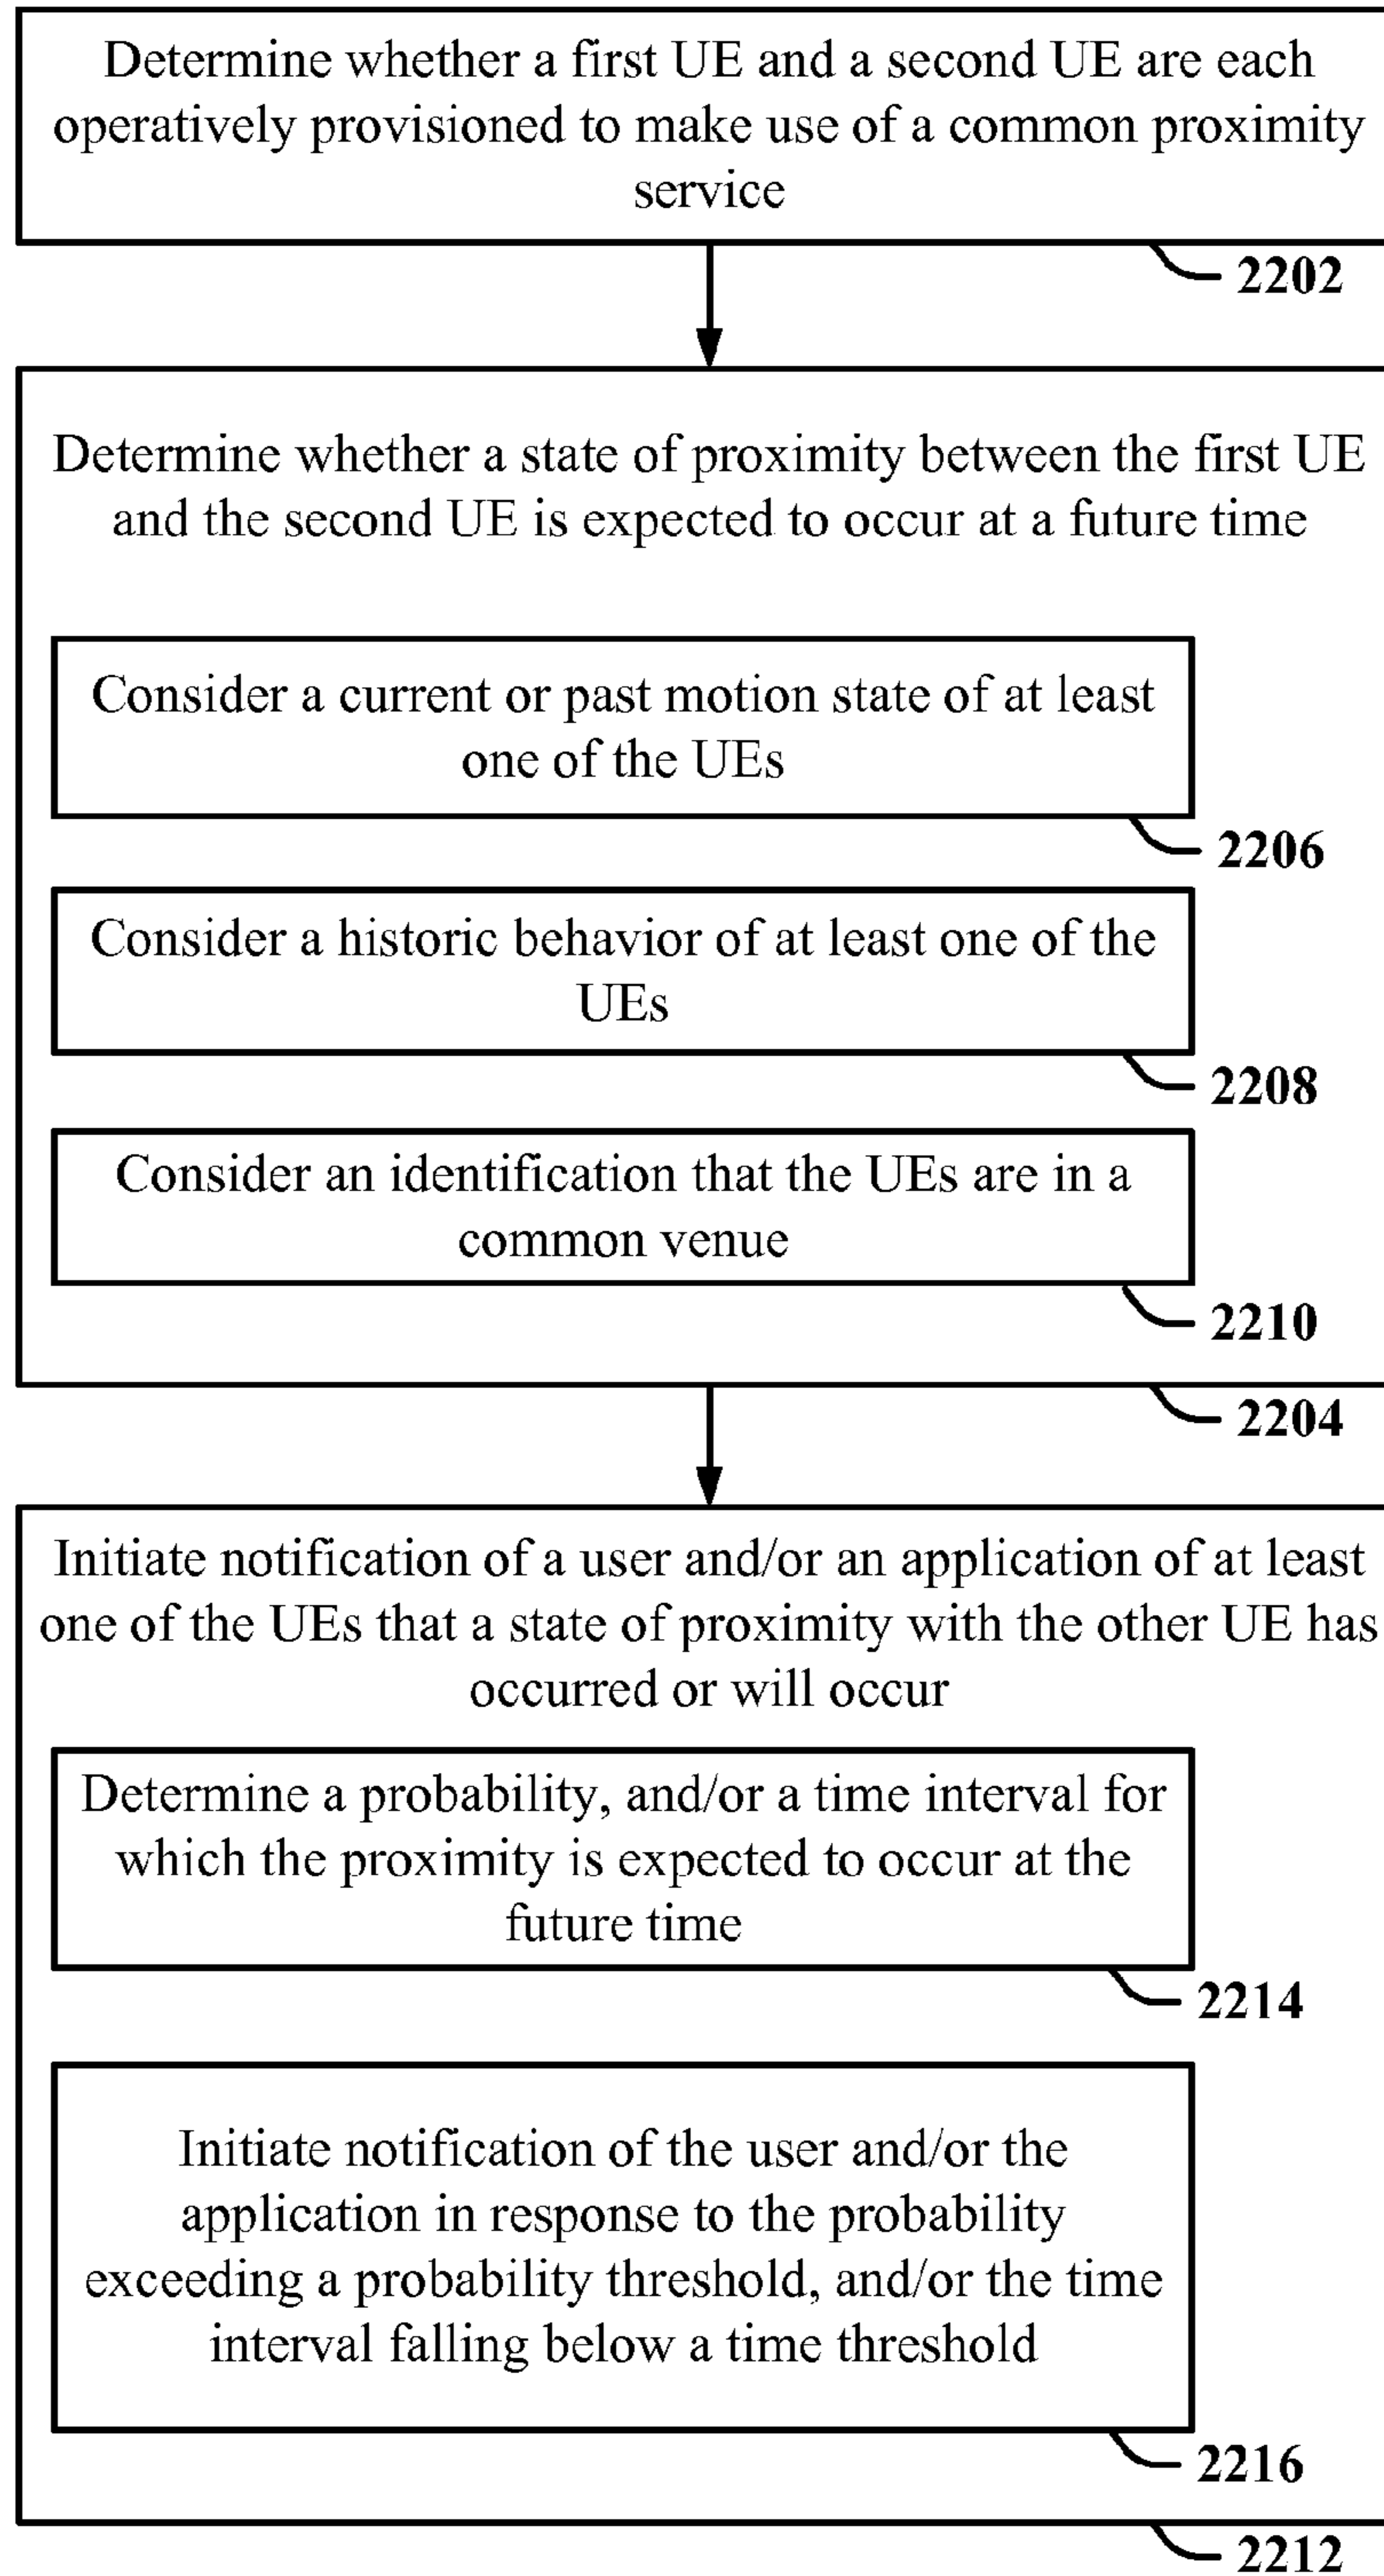 Determine whether a first UE and a second UE are each
operatively provisioned to make use of a common proximity
service
2202
Determine whether a state of proximity between the first UE
and the second UE is expected to occur at a future time
Consider a current or past motion state of at least
one of the UEs
2206
Consider a historic behavior of at least one of the
UEs
2208
Consider an identification that the UEs are in a
common venue
2210
2204
Initiate notification of a user and/or an application of at least
one of the UEs that a state of proximity with the other UE has
occurred or will occur
Determine a probability, and/or a time interval for
which the proximity is expected to occur at the
future time
2214
Initiate notification of the user and/or the
application in response to the probability
exceeding a probability threshold, and/or the time
interval falling below a time threshold
2216
2212